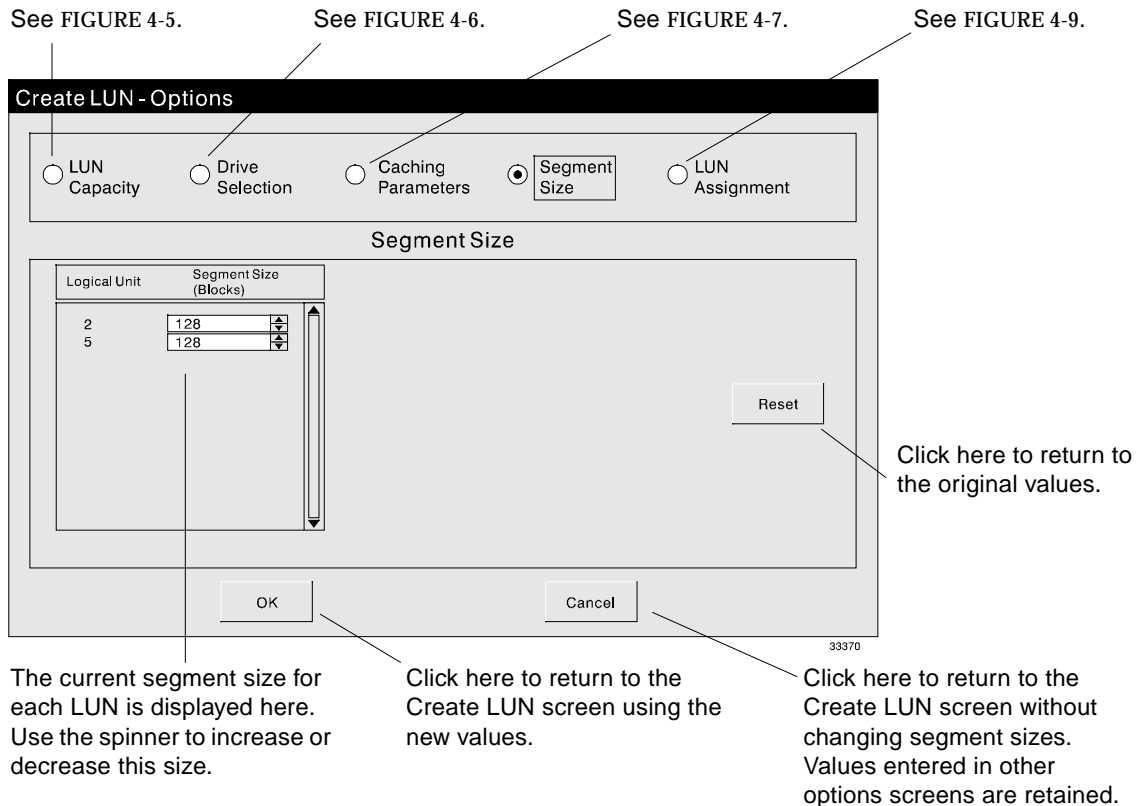 See FIGURE 4-5.
See FIGURE 4-6.
See FIGURE 4-7.
See FIGURE 4-9.
Create LUN - Options
LUN
Capacity
Drive
Selection
Caching
Parameters
Segment
Size
LUN
Assignment
Segment Size
Logical Unit
Segment Size
(Blocks)
2 128
5 128
Reset
Click here to return to
the original values.
OK
Cancel
33370
The current segment size for
each LUN is displayed here.
Use the spinner to increase or
decrease this size.
Click here to return to the
Create LUN screen using the
new values.
Click here to return to the
Create LUN screen without
changing segment sizes.
Values entered in other
options screens are retained.